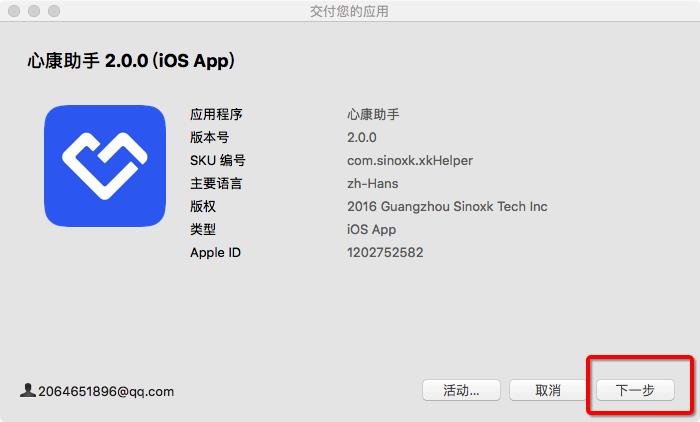 交付您的应用
心康助手 2.0.0 (iOS App)
应用程序 心康助手
版本号 2.0.0
SKU 编号 com.sinoxk.xkHelper
主要语言 zh-Hans
版权 2016 Guangzhou Sinoxk Tech Inc
类型 iOS App
Apple ID 1202752582
2064651896@qq.com 活动... 取消 下一步